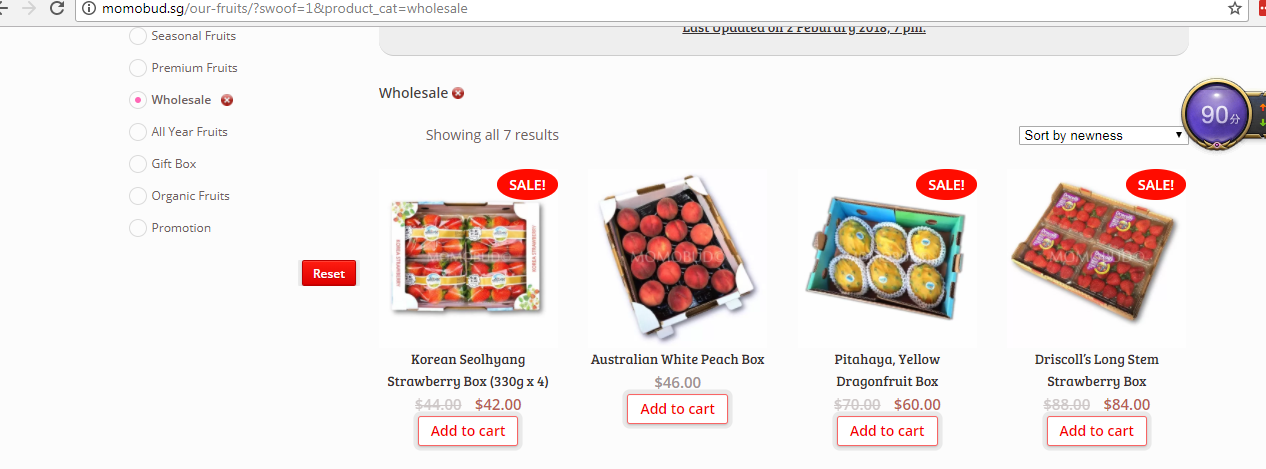 momobud.sg/our-fruits/?swoof=1&product_cat=wholesale
Last Updated on 2 Feburary 2018, 7 pm.
Seasonal Fruits
Premium Fruits
Wholesale
All Year Fruits
Gift Box
Organic Fruits
Promotion
Reset
Wholesale
Showing all 7 results
Sort by newness
90分
SALE!
SALE!
SALE!
MOMOBUD
MOMOBUD
MOMOBUD
MOMOBUD
Korean Seolhyang
Strawberry Box (330g x 4)
$44.00 $42.00
Add to cart
Australian White Peach Box
$46.00
Add to cart
Pitahaya, Yellow
Dragonfruit Box
$70.00 $60.00
Add to cart
Driscoll's Long Stem
Strawberry Box
$88.00 $84.00
Add to cart